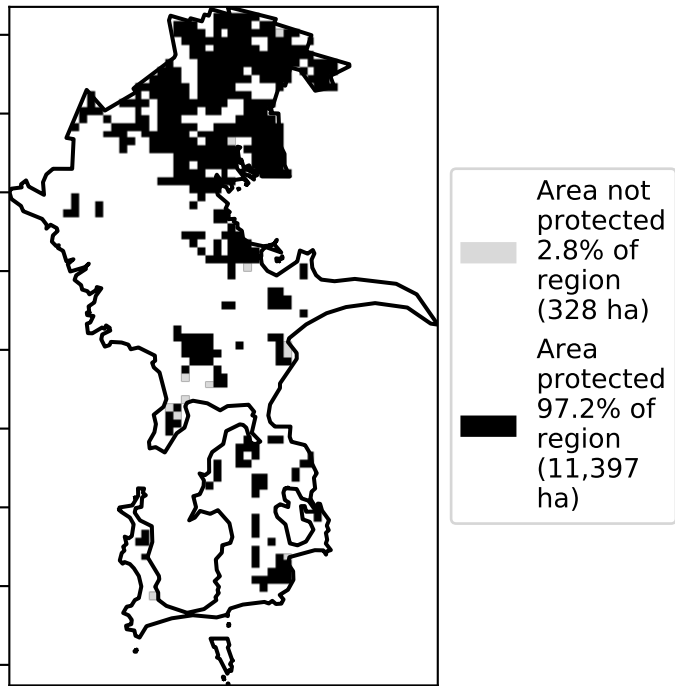 Area not
protected
2.8% of
region
(328 ha)
Area
protected
97.2% of
region
(11,397
ha)